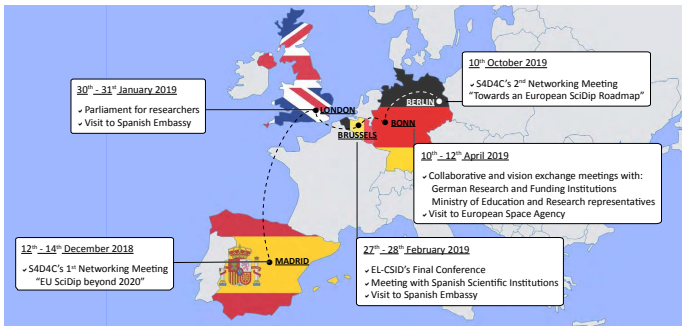 10th October 2019
✓ S4D4C's 2nd Networking Meeting
"Towards an European SciDip Roadmap"
30th - 31st January 2019
✓ Parliament for researchers
✓ Visit to Spanish Embassy
LONDON
BERLIN
BRUSSELS
BONN
10th - 12th April 2019
✓ Collaborative and vision exchange meetings with:
German Research and Funding Institutions
Ministry of Education and Research representatives
✓ Visit to European Space Agency
12th - 14th December 2018
✓ S4D4C's 1st Networking Meeting
"EU SciDip beyond 2020"
MADRID
27th - 28th February 2019
✓ EL-CSID's Final Conference
✓ Meeting with Spanish Scientific Institutions
✓ Visit to Spanish Embassy